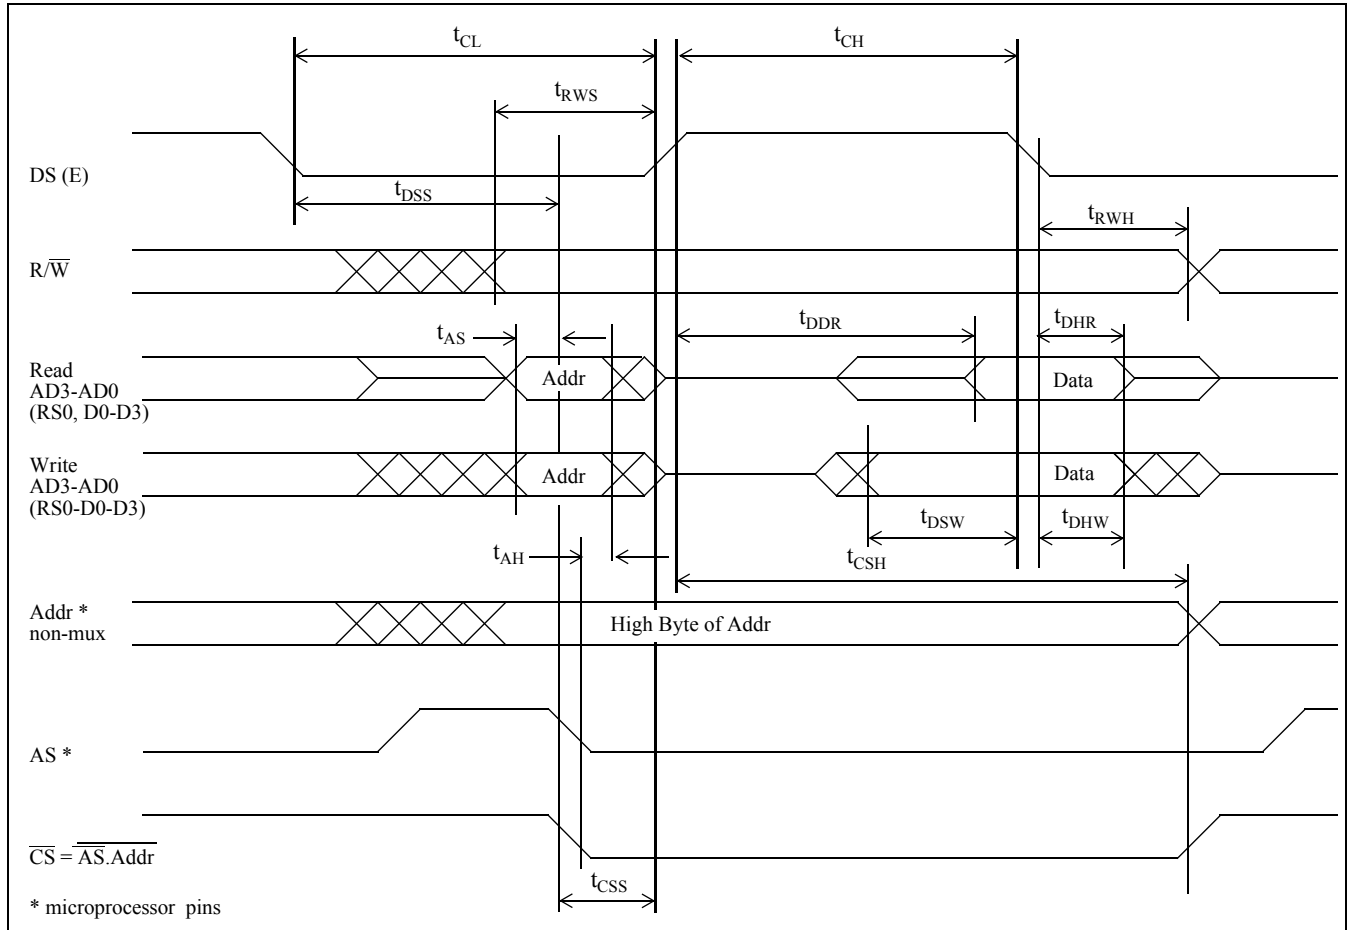 tCL
tCH
tRWS
DS (E)
tDSS
tRWH
R/W̅
tDDR
tDHR
tAS
Read
AD3-AD0
(RS0, D0-D3)
Addr
Data
Write
AD3-AD0
(RS0-D0-D3)
Addr
Data
tDSW
tDHW
tAH
tCSH
Addr *
non-mux
High Byte of Addr
AS *
C̅S̅ = A̅S̅.Addr
tCSS
* microprocessor pins